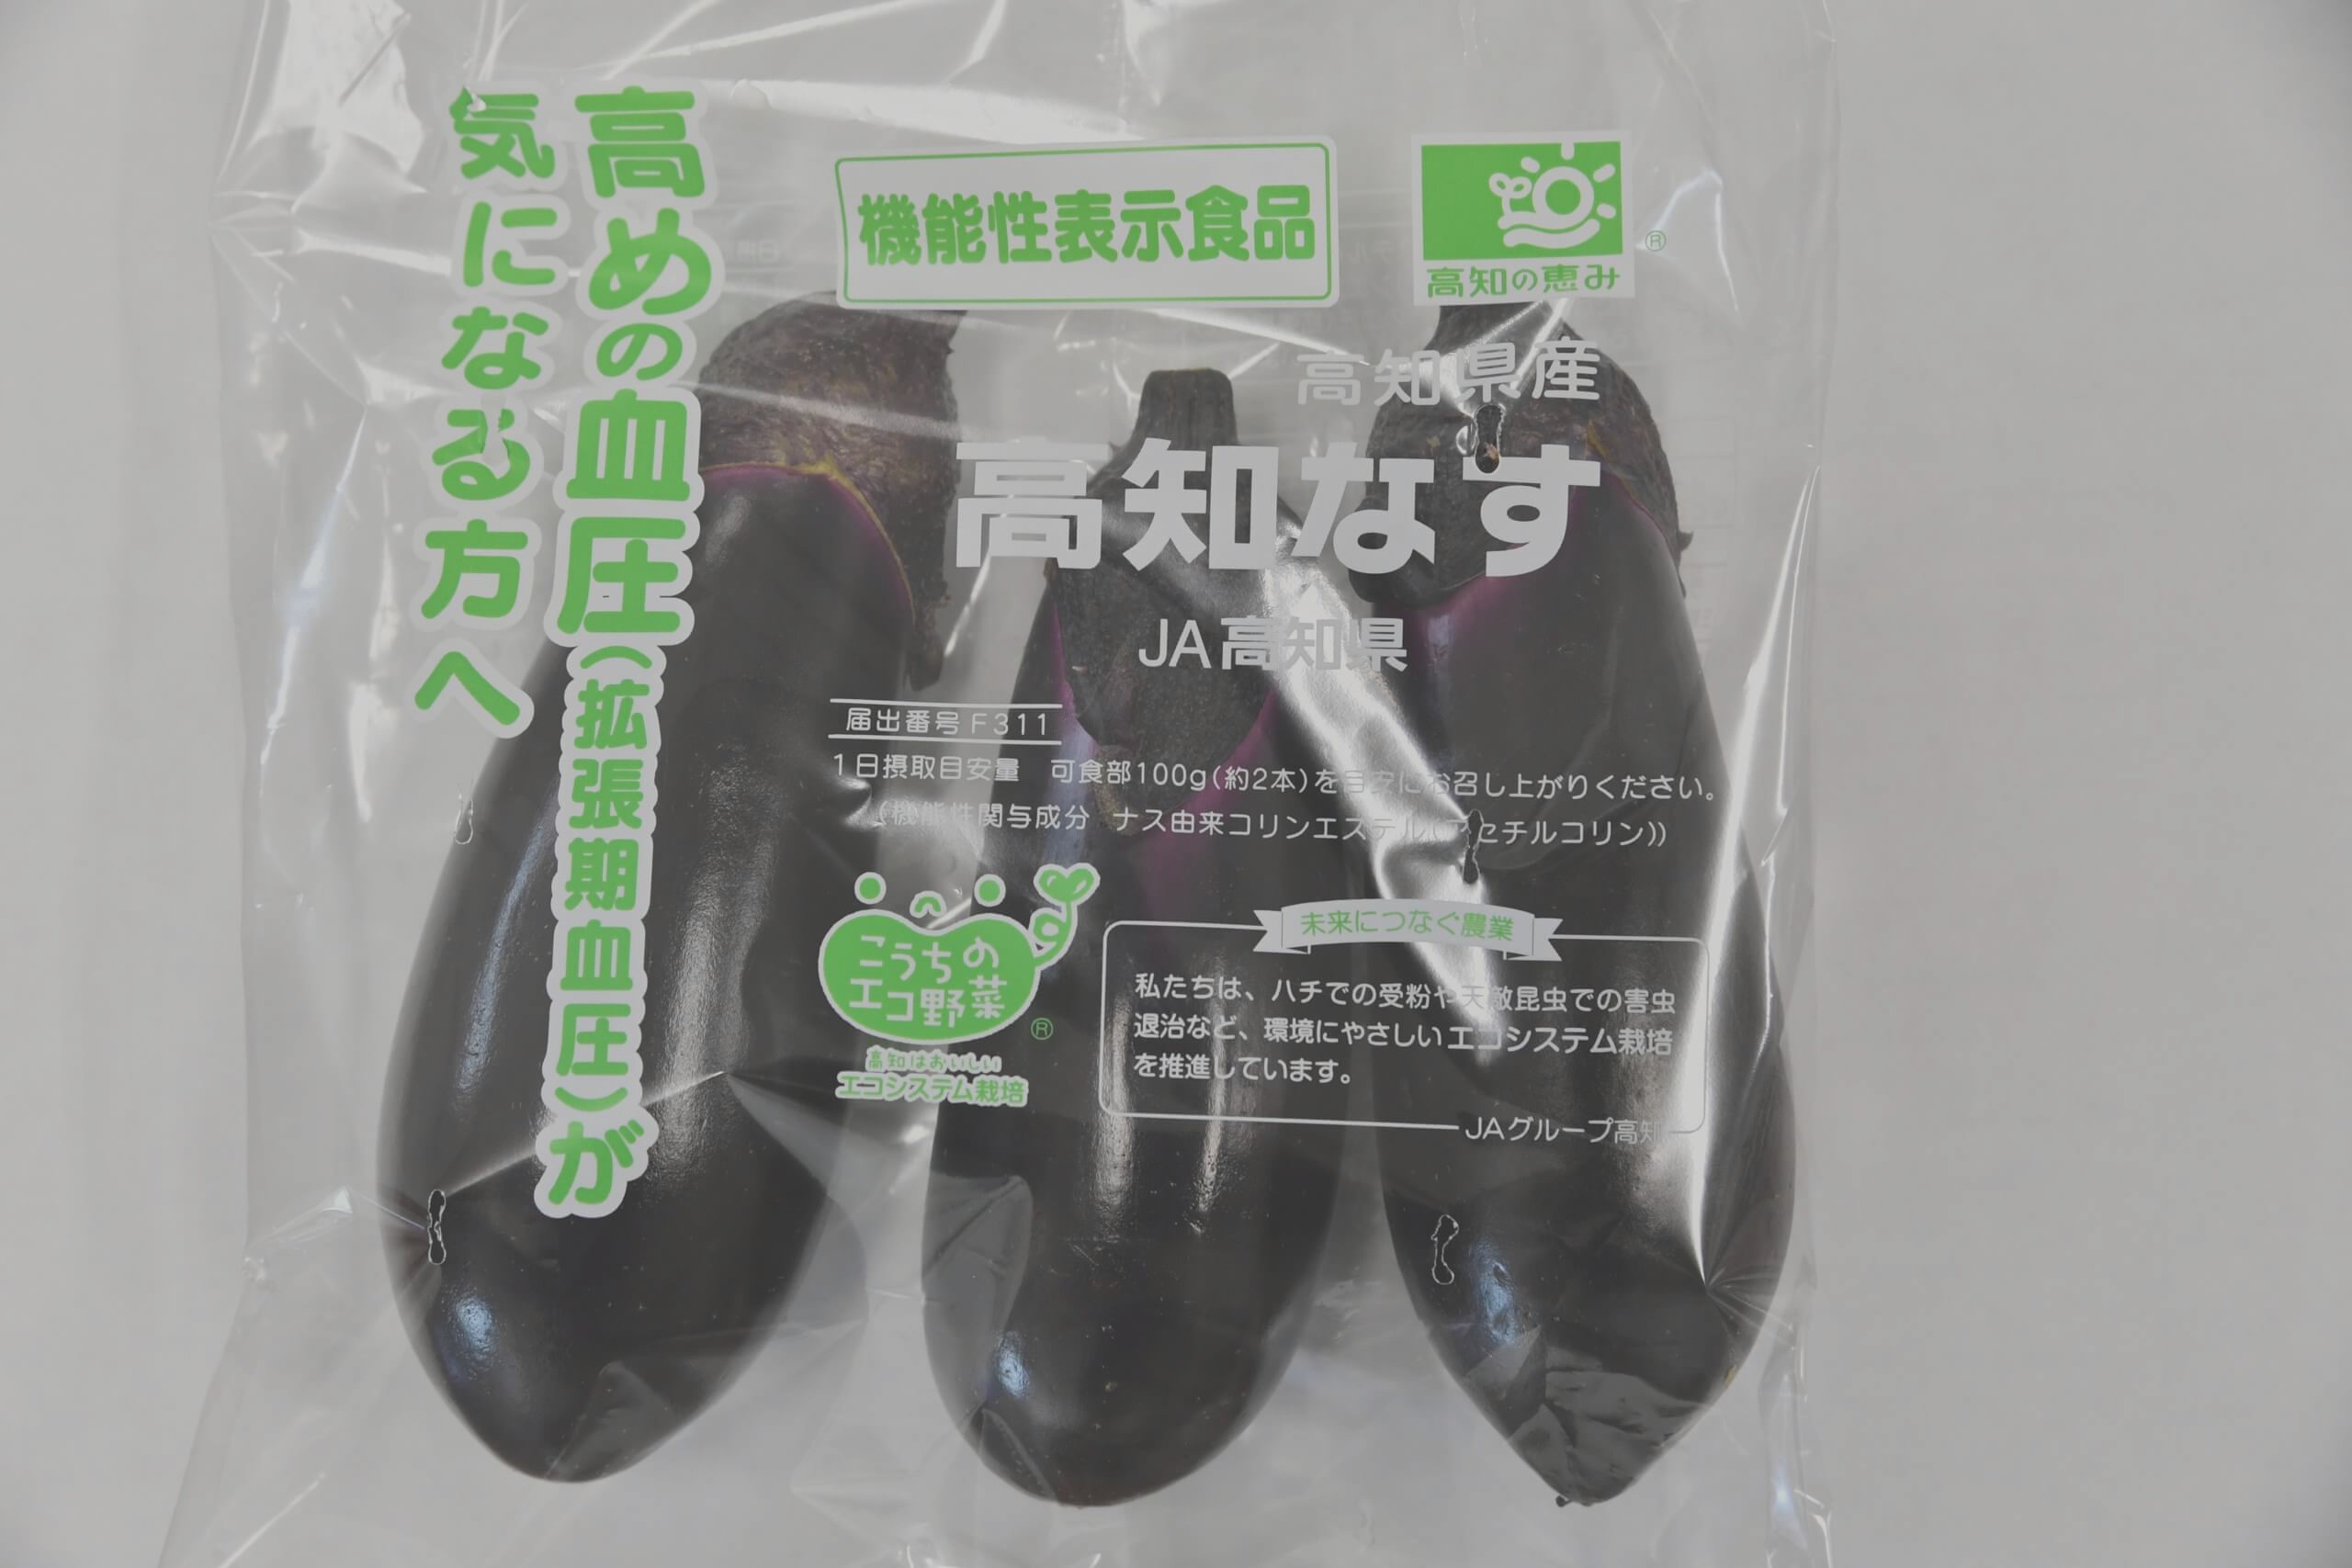 高めの血圧(拡張期血圧)が
気になる方へ
機能性表示食品
高知の恵み
®
高知県産
高知なす
JA高知県
届出番号F311
1日摂取目安量 可食部100g(約2本)を目安にお召し上がりください。
(機能性関与成分 ナス由来コリンエステル(アセチルコリン))
こうちの
エコ野菜
®
高知はおいしい
エコシステム栽培
未来につなぐ農業
私たちは、ハチでの受粉や天敵昆虫での害虫
退治など、環境にやさしいエコシステム栽培
を推進しています。
JAグループ高知